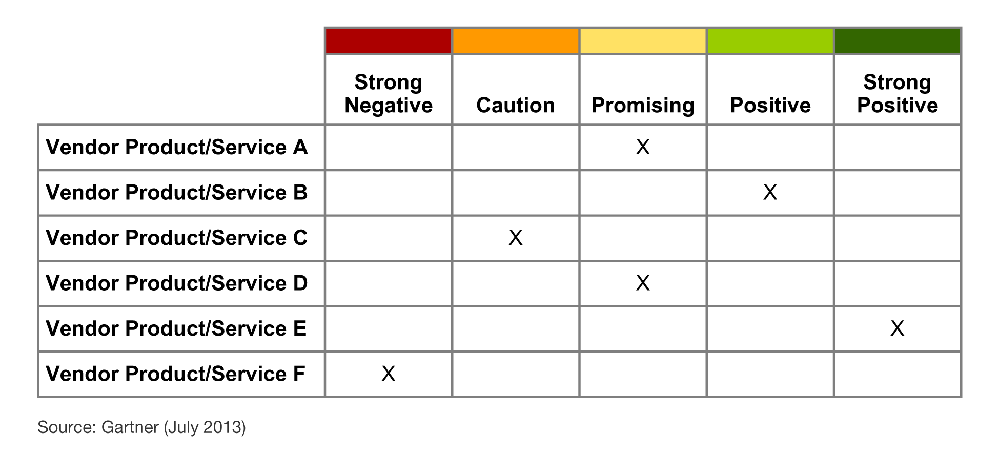 Strong Negative
Caution
Promising
Positive
Strong Positive
Vendor Product/Service A X
Vendor Product/Service B X
Vendor Product/Service C X
Vendor Product/Service D X
Vendor Product/Service E X
Vendor Product/Service F X
Source: Gartner (July 2013)